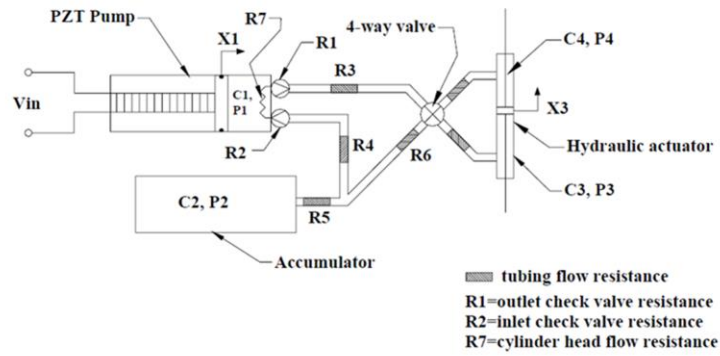 PZT Pump
R7
4-way valve
X1
R1
C4, P4
R3
Vin
C1,
P1
X3
R4
R6
Hydraulic actuator
R2
C3, P3
C2, P2
R5
Accumulator
tubing flow resistance
R1=outlet check valve resistance
R2=inlet check valve resistance
R7=cylinder head flow resistance